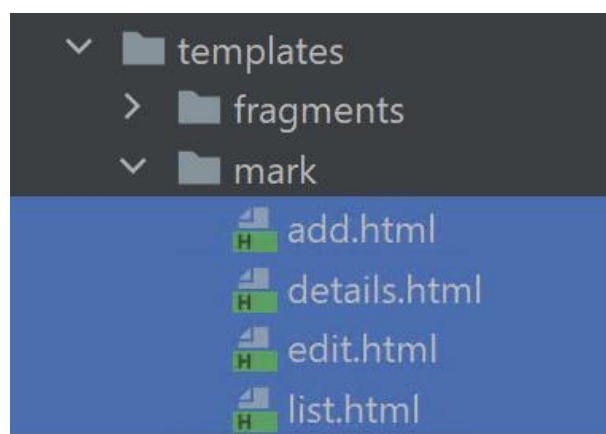 templates
fragments
mark
H add.html
H details.html
H edit.html
H list.html